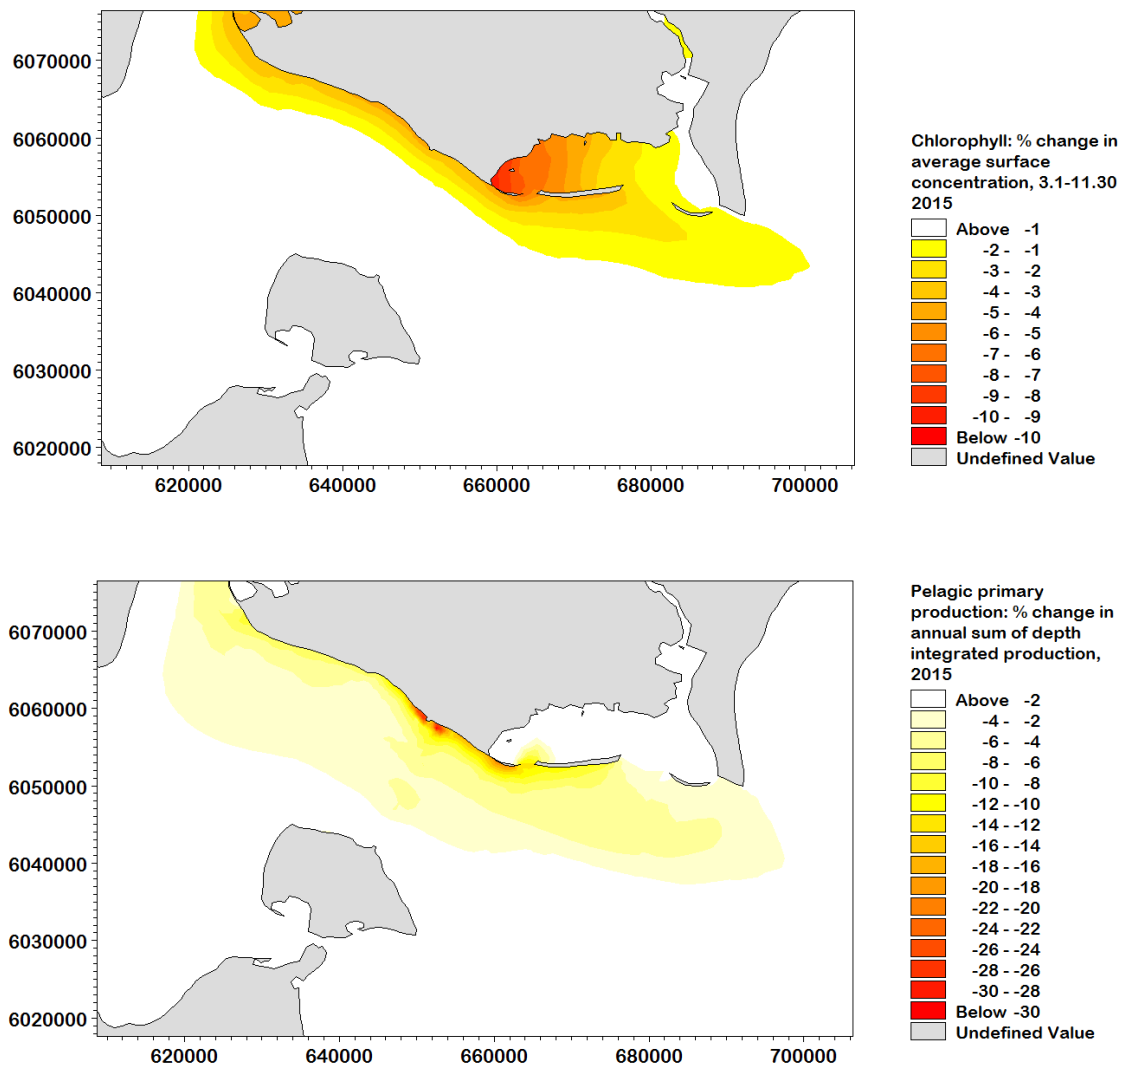 6070000
6060000
6050000
6040000
6030000
6020000
620000 640000 660000 680000 700000
Chlorophyll: % change in
average surface
concentration, 3.1-11.30
2015
Above -1
-2 - -1
-3 - -2
-4 - -3
-5 - -4
-6 - -5
-7 - -6
-8 - -7
-9 - -8
-10 - -9
Below -10
Undefined Value
6070000
6060000
6050000
6040000
6030000
6020000
620000 640000 660000 680000 700000
Pelagic primary
production: % change in
annual sum of depth
integrated production,
2015
Above -2
-4 - -2
-6 - -4
-8 - -6
-10 - -8
-12 - -10
-14 - -12
-16 - -14
-18 - -16
-20 - -18
-22 - -20
-24 - -22
-26 - -24
-28 - -26
-30 - -28
Below -30
Undefined Value